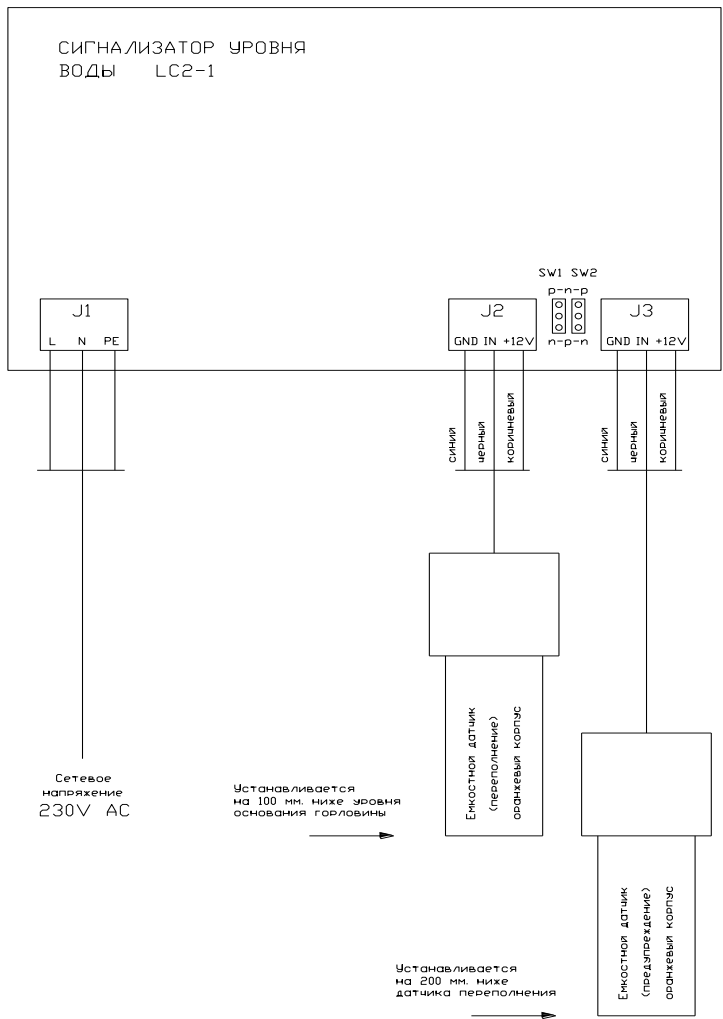 СИГНАЛИЗАТОР УРОВНЯ
ВОДЫ LC2-1
SW1 SW2
p-n-p
J1
J2
J3
L N PE
GND IN +12V
n-p-n
GND IN +12V
синий
черный
коричневый
синий
черный
коричневый
Емкостной датчик
(переполнение)
оранжевый корпус
Сетевое
напряжение
230V AC
Устанавливается
на 100 мм. ниже уровня
основания горловины
Емкостной датчик
(предупреждение)
оранжевый корпус
Устанавливается
на 200 мм. ниже
датчика переполнения